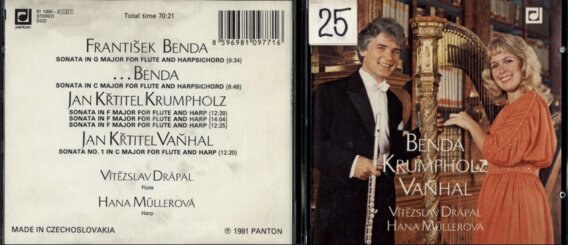 panton
81 1004-2 [1311]
STEREO
DDD
Total time 70:21
8 596981 097716
FRANTIŠEK BENDA
SONATA IN G MAJOR FOR FLUTE AND HARPSICHORD (9:34)
...BENDA
SONATA IN C MAJOR FOR FLUTE AND HARPSICHORD (8:48)
JAN KŘTITEL KRUMPHOLZ
SONATA IN F MAJOR FOR FLUTE AND HARP (12:39)
SONATA IN F MAJOR FOR FLUTE AND HARP (14:04)
SONATA IN F MAJOR FOR FLUTE AND HARP (12:25)
JAN KŘTITEL VAŇHAL
SONATA NO. 1 IN C MAJOR FOR FLUTE AND HARP (12:20)
VÍTĚZSLAV DRÁPAL
Flute
HANA MÜLLEROVÁ
Harp
MADE IN CZECHOSLOVAKIA
℗ 1991 PANTON
25
panton
BENDA
KRUMPHOLZ
VAŇHAL
VÍTĚZSLAV DRÁPAL
HANA MÜLLEROVÁ